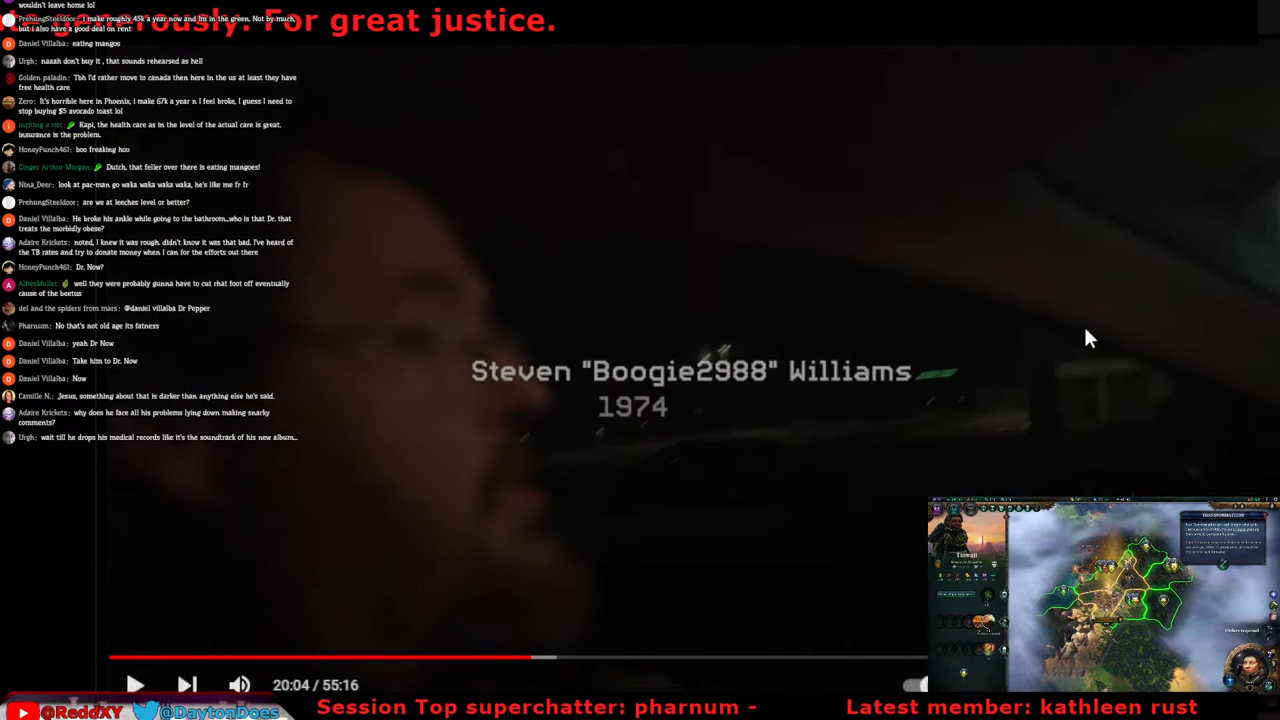 wouldn't leave home lol
generously. For great justice.
PrehungSteeldoor: i make roughly 45k a year now and Im in the green. Not by much,
but i also have a good deal on rent
Daniel Villalba: eating mangos
Urgh: naaah don't buy it , that sounds rehearsed as hell
Golden paladin: Tbh I'd rather move to canada then here in the us at least they have
free health care
Zero: It's horrible here in Phoenix, i make 67k a year n I feel broke, I guess I need to
stop buying $5 avocado toast lol
Inciting a riot: Kapi, the health care as in the level of the actual care is great.
insurance is the problem.
HoneyPunch461: boo freaking hoo
Ginger Arthur Morgan: Dutch, that feller over there is eating mangoes!
Nina_Deer: look at pac-man go waka waka waka waka, he's like me fr fr
PrehungSteeldoor: are we at leeches level or better?
Daniel Villalba: He broke his ankle while going to the bathroom...who is that Dr. that
treats the morbidly obese?
Adaire Krickets: noted, I knew it was rough. didn't know it was that bad. I've heard of
the TB rates and try to donate money when I can for the efforts out there
HoneyPunch461: Dr. Now?
AlfiesMullet: well they were probably gunna have to cut rhat foot off eventually
cause of the beetus
del and the spiders from mars: @daniel villalba Dr Pepper
Pharnum: No that's not old age its fatness
Daniel Villalba: yeah Dr Now
Daniel Villalba: Take him to Dr. Now
Daniel Villalba: Now
Camille N.: Jesus, something about that is darker than anything else he's said.
Adaire Krickets: why does he face all his problems lying down making snarky
comments?
Urgh: wait till he drops his medical records like it's the soundtrack of his new album...
Steven "Boogie2988" Williams
1974
20:04 / 55:16
@ReddXY
@DaytonDoes
Session Top superchatter: pharnum -
Latest member: kathleen rust